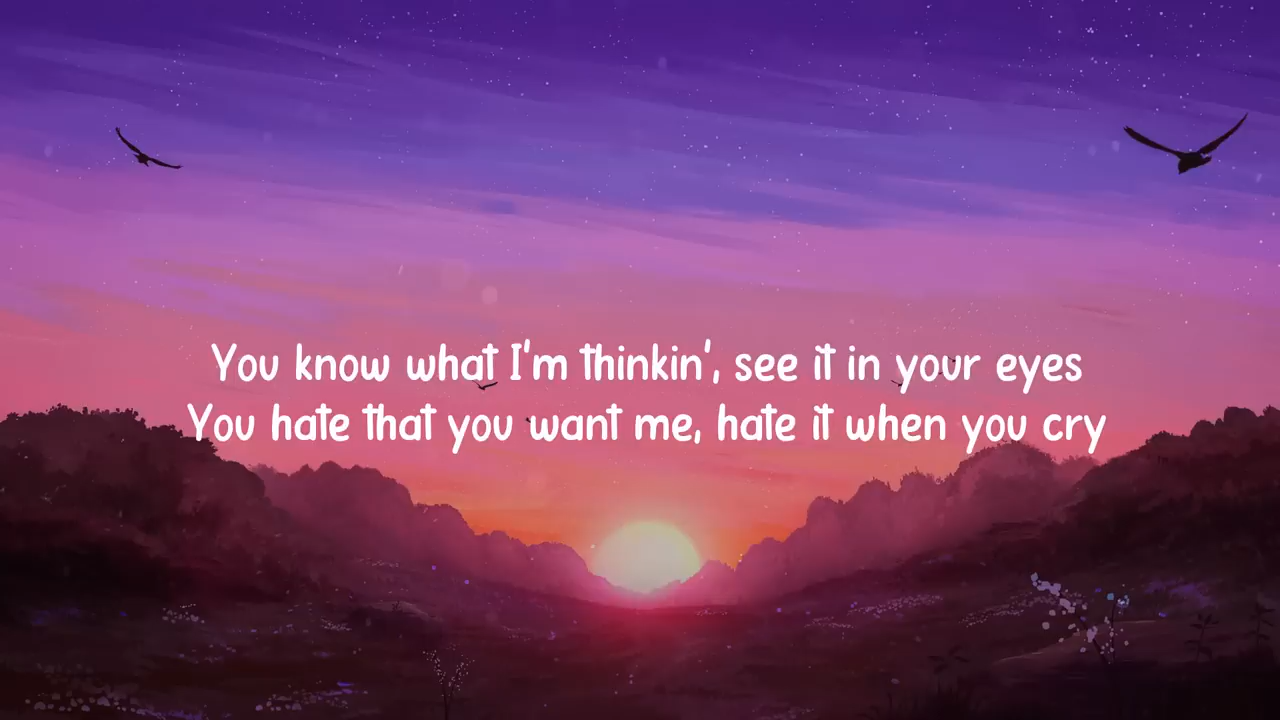 You know what I'm thinkin', see it in your eyes
You hate that you want me, hate it when you cry